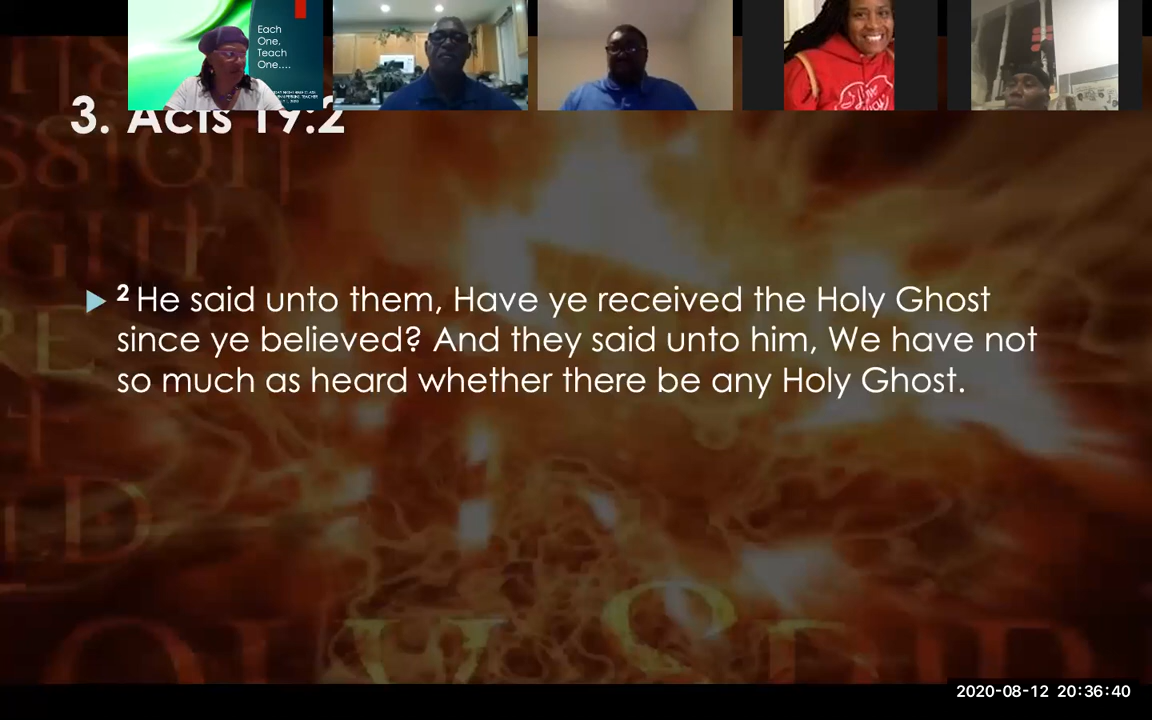 Each
One,
Teach
One....
3. Acts 19:2
2 He said unto them, Have ye received the Holy Ghost
since ye believed? And they said unto him, We have not
so much as heard whether there be any Holy Ghost.
2020-08-12 20:36:40